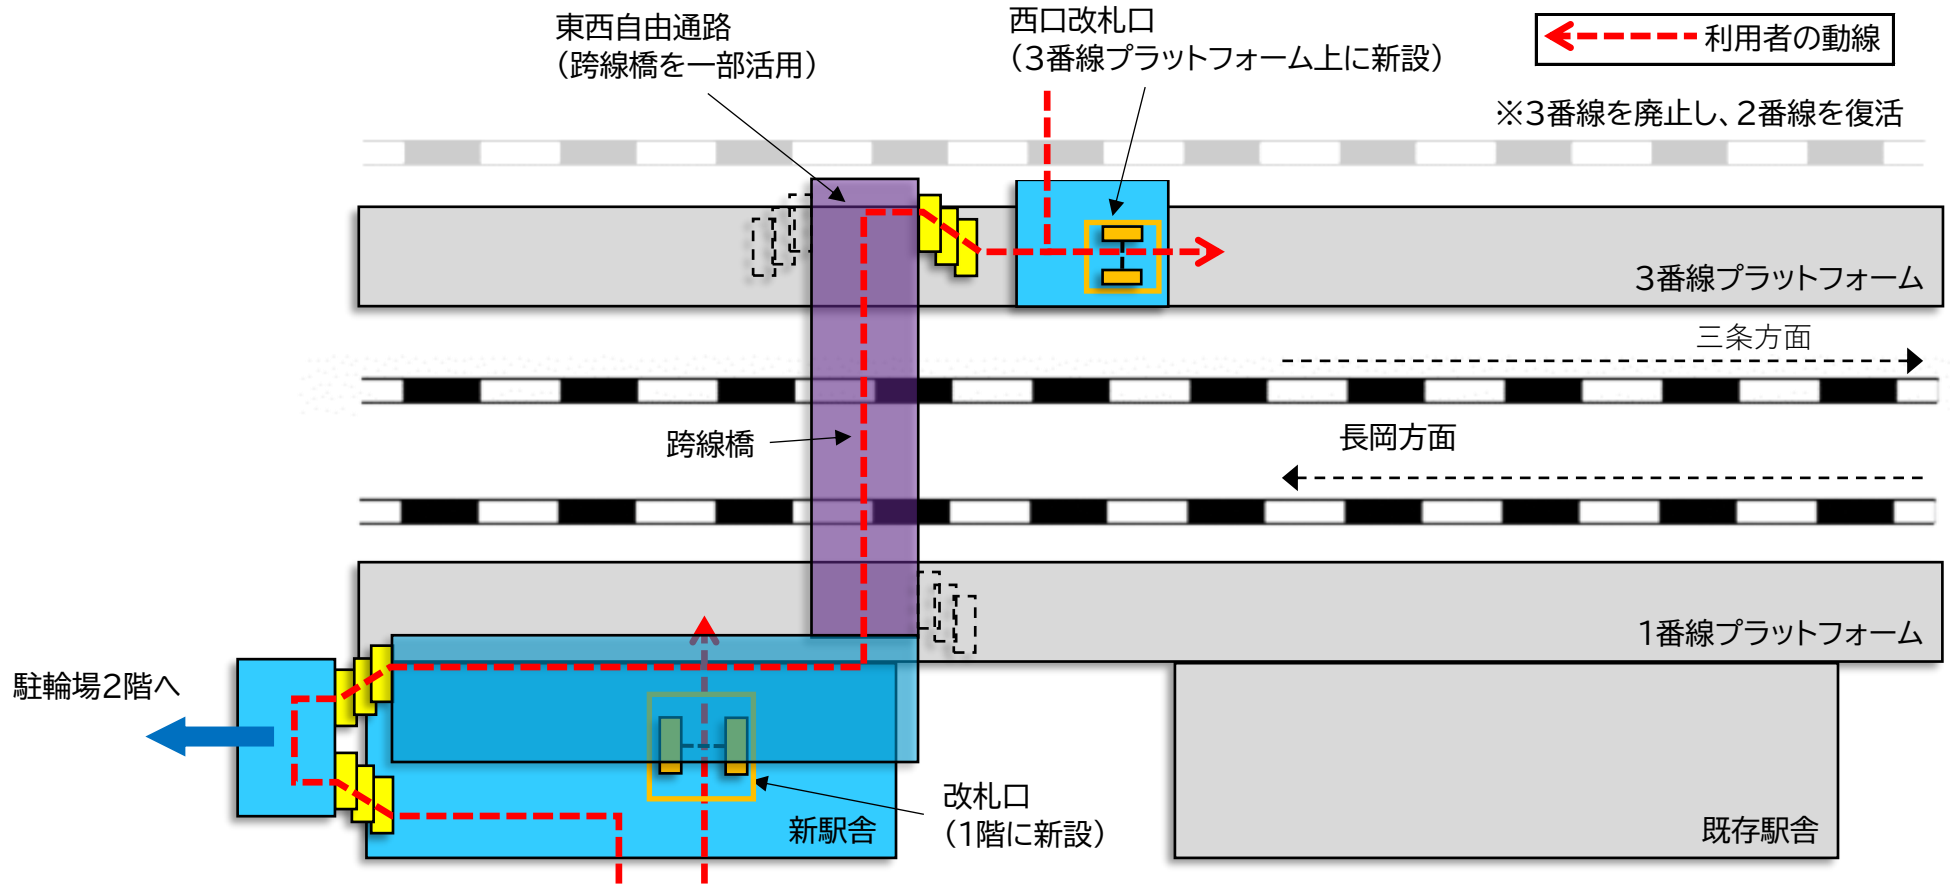 東西自由通路
（跨線橋を一部活用）
西口改札口
（3番線プラットフォーム上に新設）
利用者の動線
※3番線を廃止し、2番線を復活
3番線プラットフォーム
三条方面
跨線橋
長岡方面
1番線プラットフォーム
駐輪場2階へ
改札口
（1階に新設）
新駅舎
既存駅舎